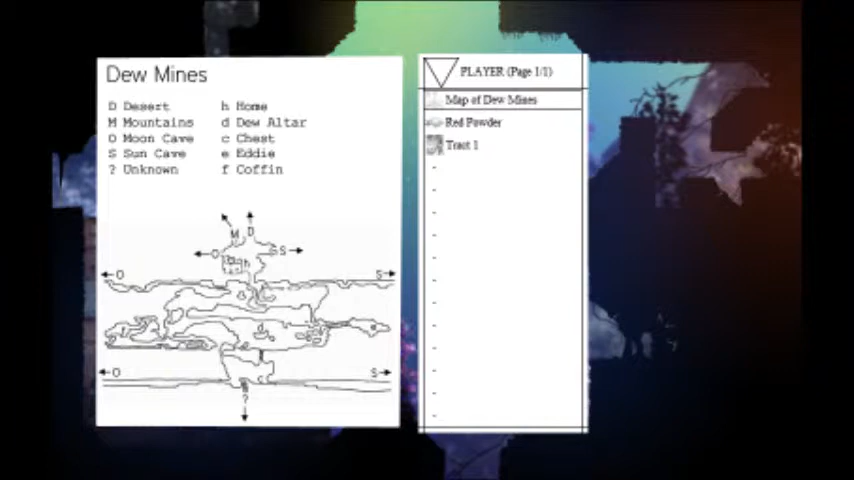 Dew Mines
D Desert h Home
M Mountains d Dew Altar
O Moon Cave c Chest
S Sun Cave e Eddie
? Unknown f Coffin
M D
O S
h
O S
f d
c
O S
?
PLAYER (Page 1/1)
Map of Dew Mines
Red Powder
Tract 1